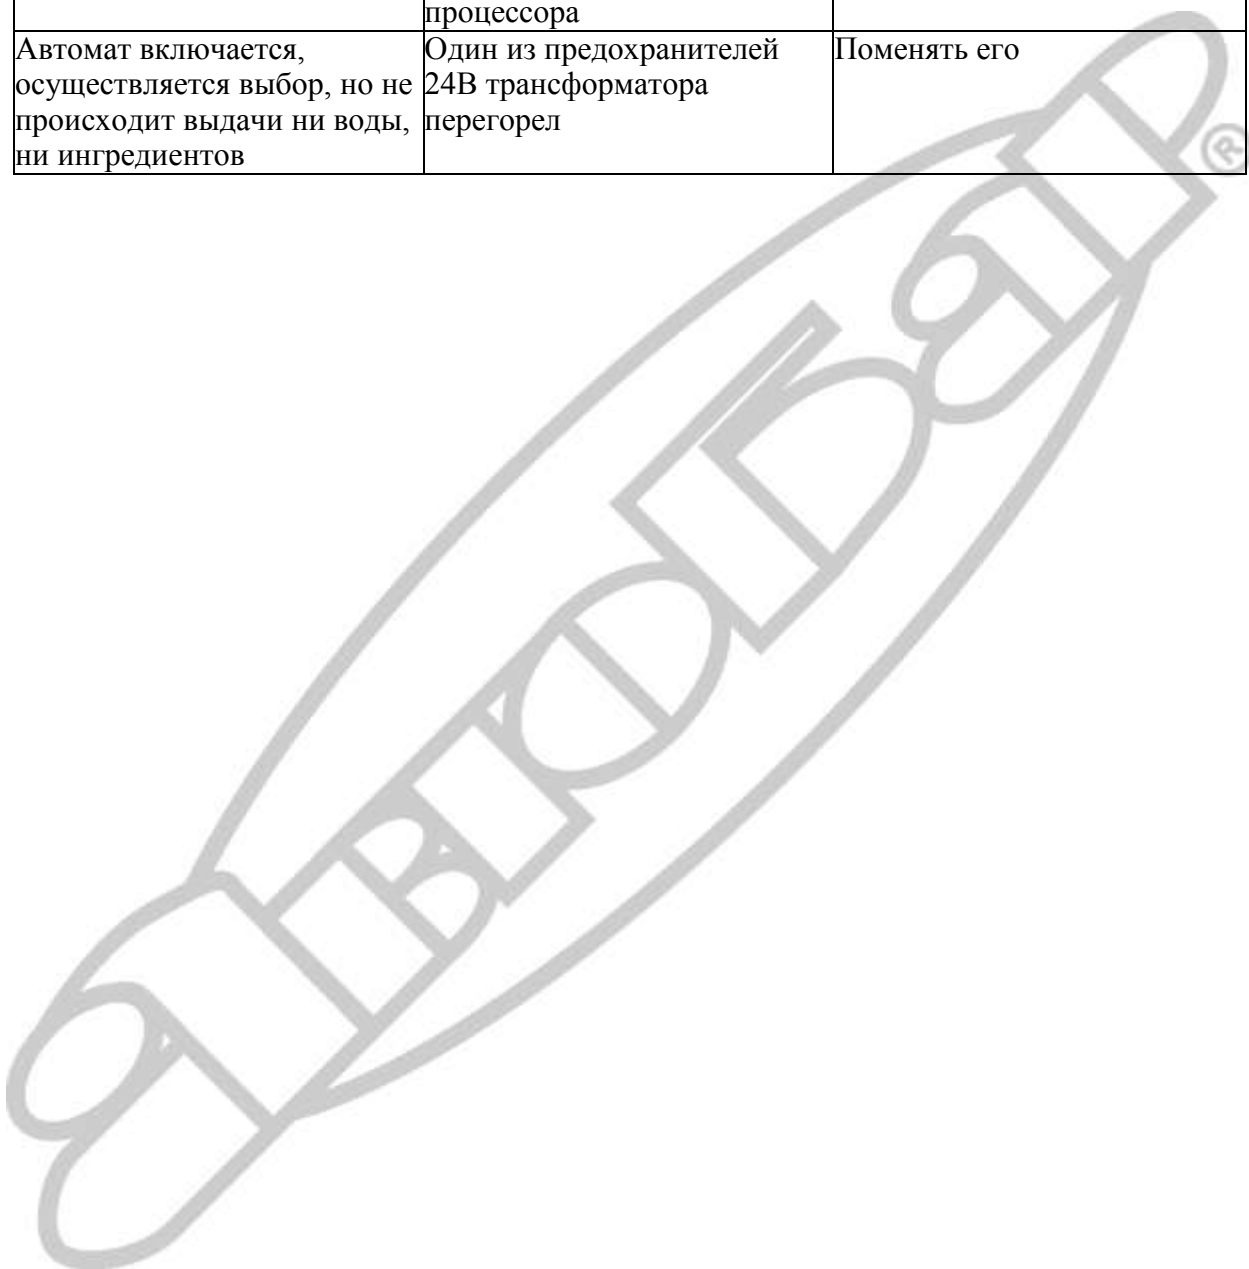 процессора
Автомат включается,
осуществляется выбор, но не
происходит выдачи ни воды,
ни ингредиентов
Один из предохранителей
24В трансформатора
перегорел
Поменять его
®